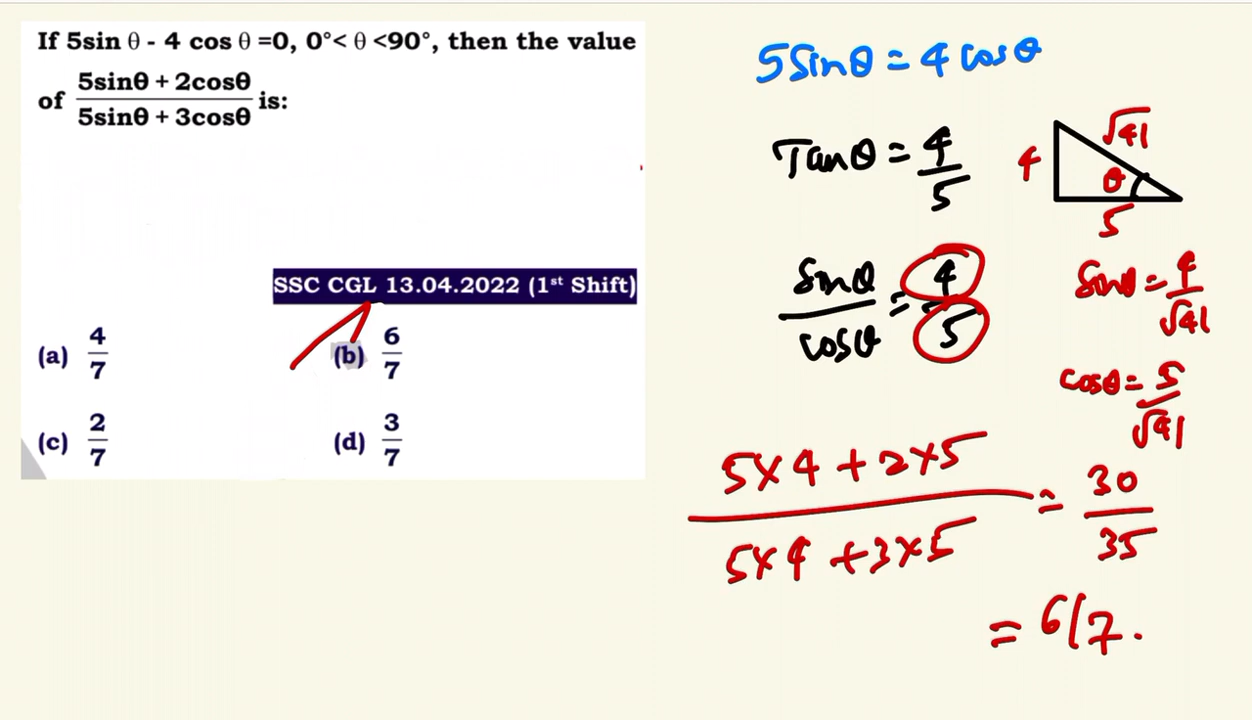 If 5sin θ - 4 cos θ =0, 0°< θ <90°, then the value
of (5sinθ + 2cosθ)/(5sinθ + 3cosθ) is:
SSC CGL 13.04.2022 (1st Shift)
(a) 4/7 (b) 6/7
(c) 2/7 (d) 3/7
5sinθ = 4 cosθ
Tanθ = 4/5
4 √41 θ 5
sinθ/cosθ = 4/5
sinθ = 4/√41
cosθ = 5/√41
(5×4 + 2×5)/(5×4 + 3×5) = 30/35
= 6/7.